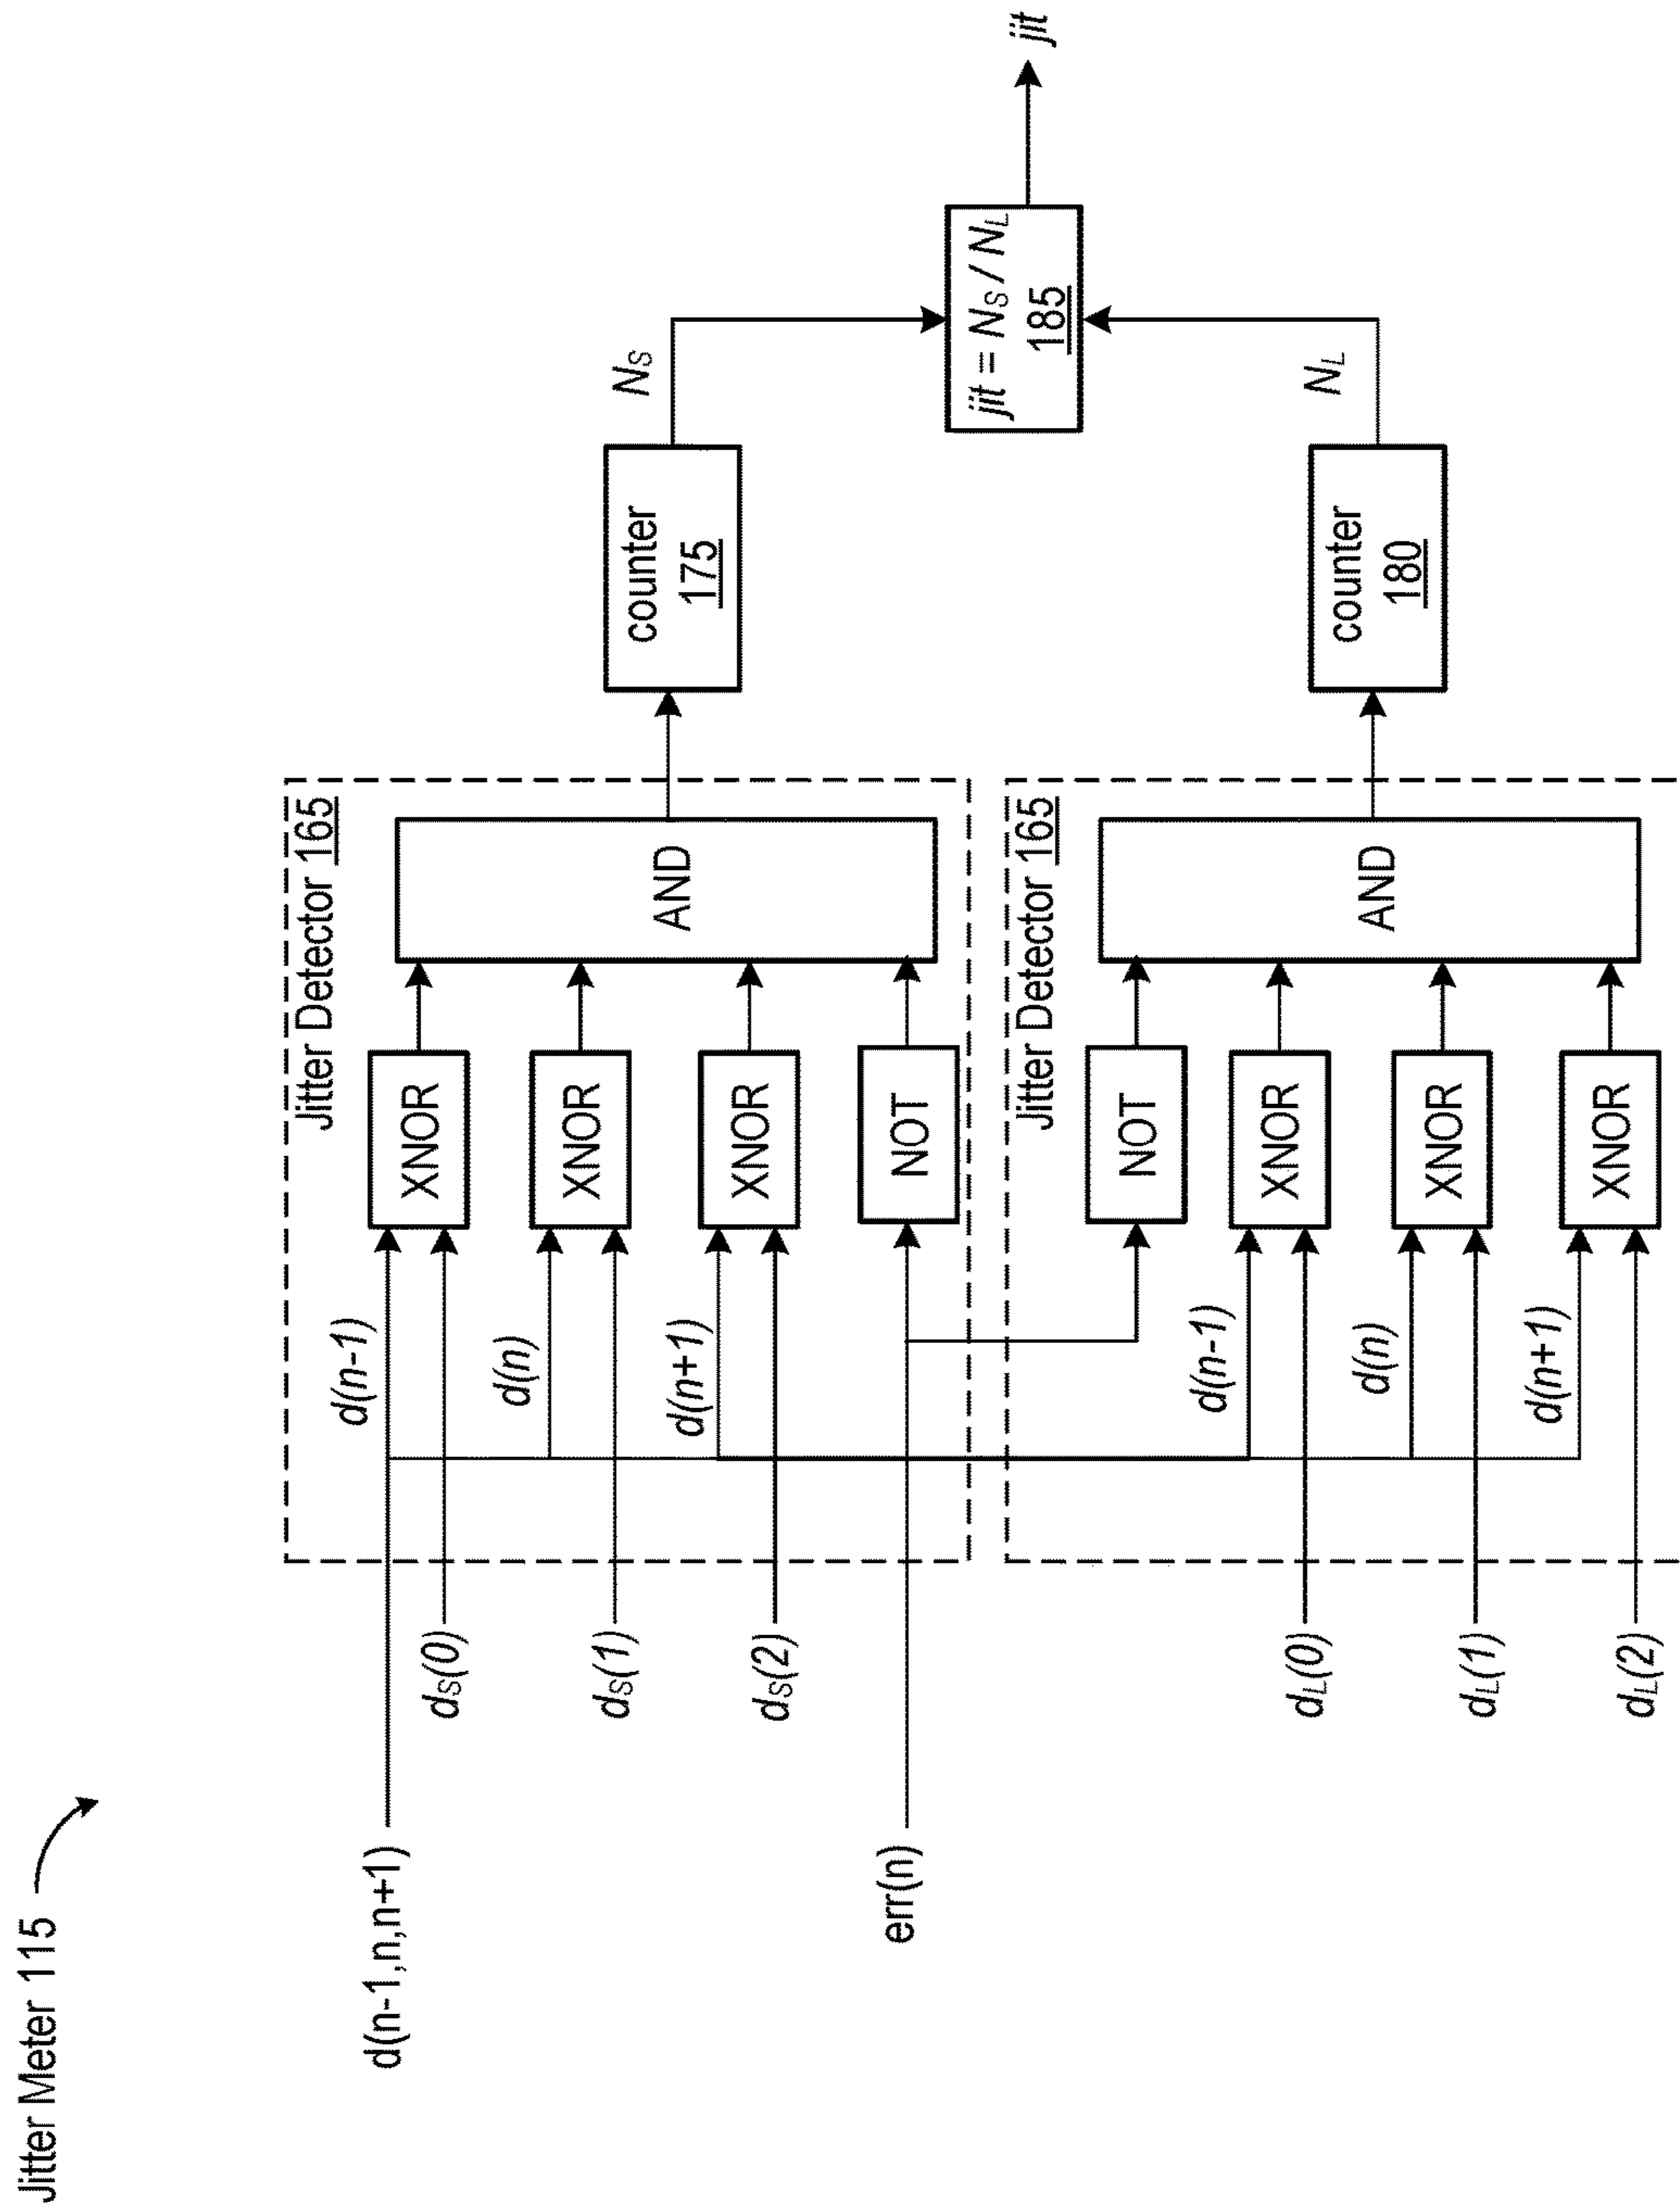 Jitter Meter 115
d(n-1,n,n+1)
dS(0)
dS(1)
dS(2)
err(n)
dL(0)
dL(1)
dL(2)
Jitter Detector 165
d(n-1)
d(n)
d(n+1)
XNOR
XNOR
XNOR
NOT
AND
Jitter Detector 165
d(n-1)
d(n)
d(n+1)
NOT
XNOR
XNOR
XNOR
AND
counter
175
NS
counter
180
NL
jit = NS / NL
185
jit